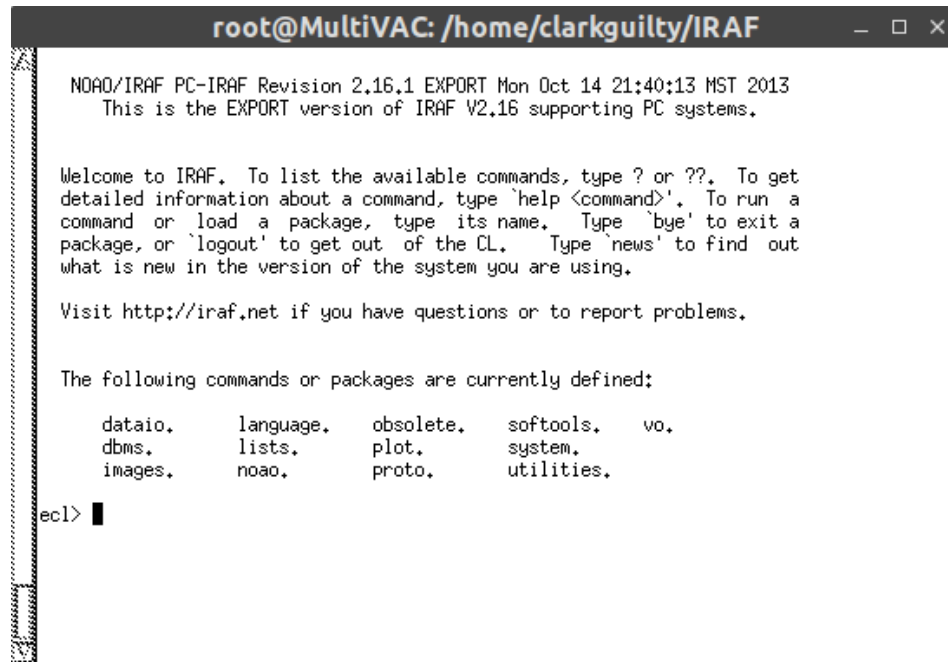 root@MultiVAC: /home/clarkguilty/IRAF
NOAO/IRAF PC-IRAF Revision 2.16.1 EXPORT Mon Oct 14 21:40:13 MST 2013
This is the EXPORT version of IRAF V2.16 supporting PC systems.
Welcome to IRAF. To list the available commands, type ? or ??. To get
detailed information about a command, type `help <command>'. To run a
command or load a package, type its name. Type `bye' to exit a
package, or `logout' to get out of the CL. Type `news' to find out
what is new in the version of the system you are using.
Visit http://iraf.net if you have questions or to report problems.
The following commands or packages are currently defined:
dataio. language. obsolete. softools. vo.
dbms. lists. plot. system.
images. noao. proto. utilities.
ecl>